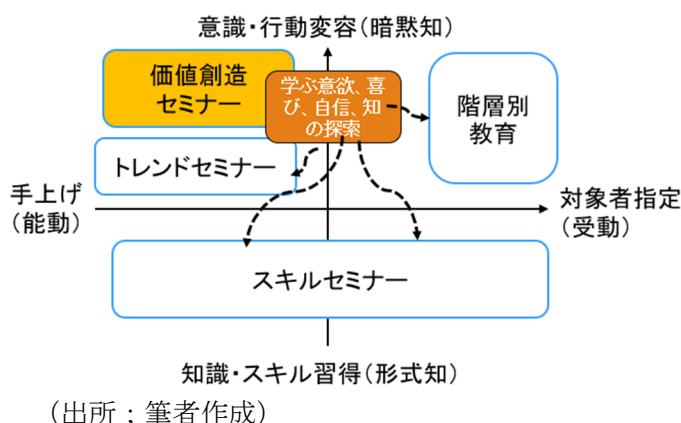 意識・行動変容(暗黙知)
価値創造
セミナー
学ぶ意欲、喜
び、自信、知
の探索
階層別
教育
トレンドセミナー
手上げ
(能動)
対象者指定
(受動)
スキルセミナー
知識・スキル習得(形式知)
(出所;筆者作成)